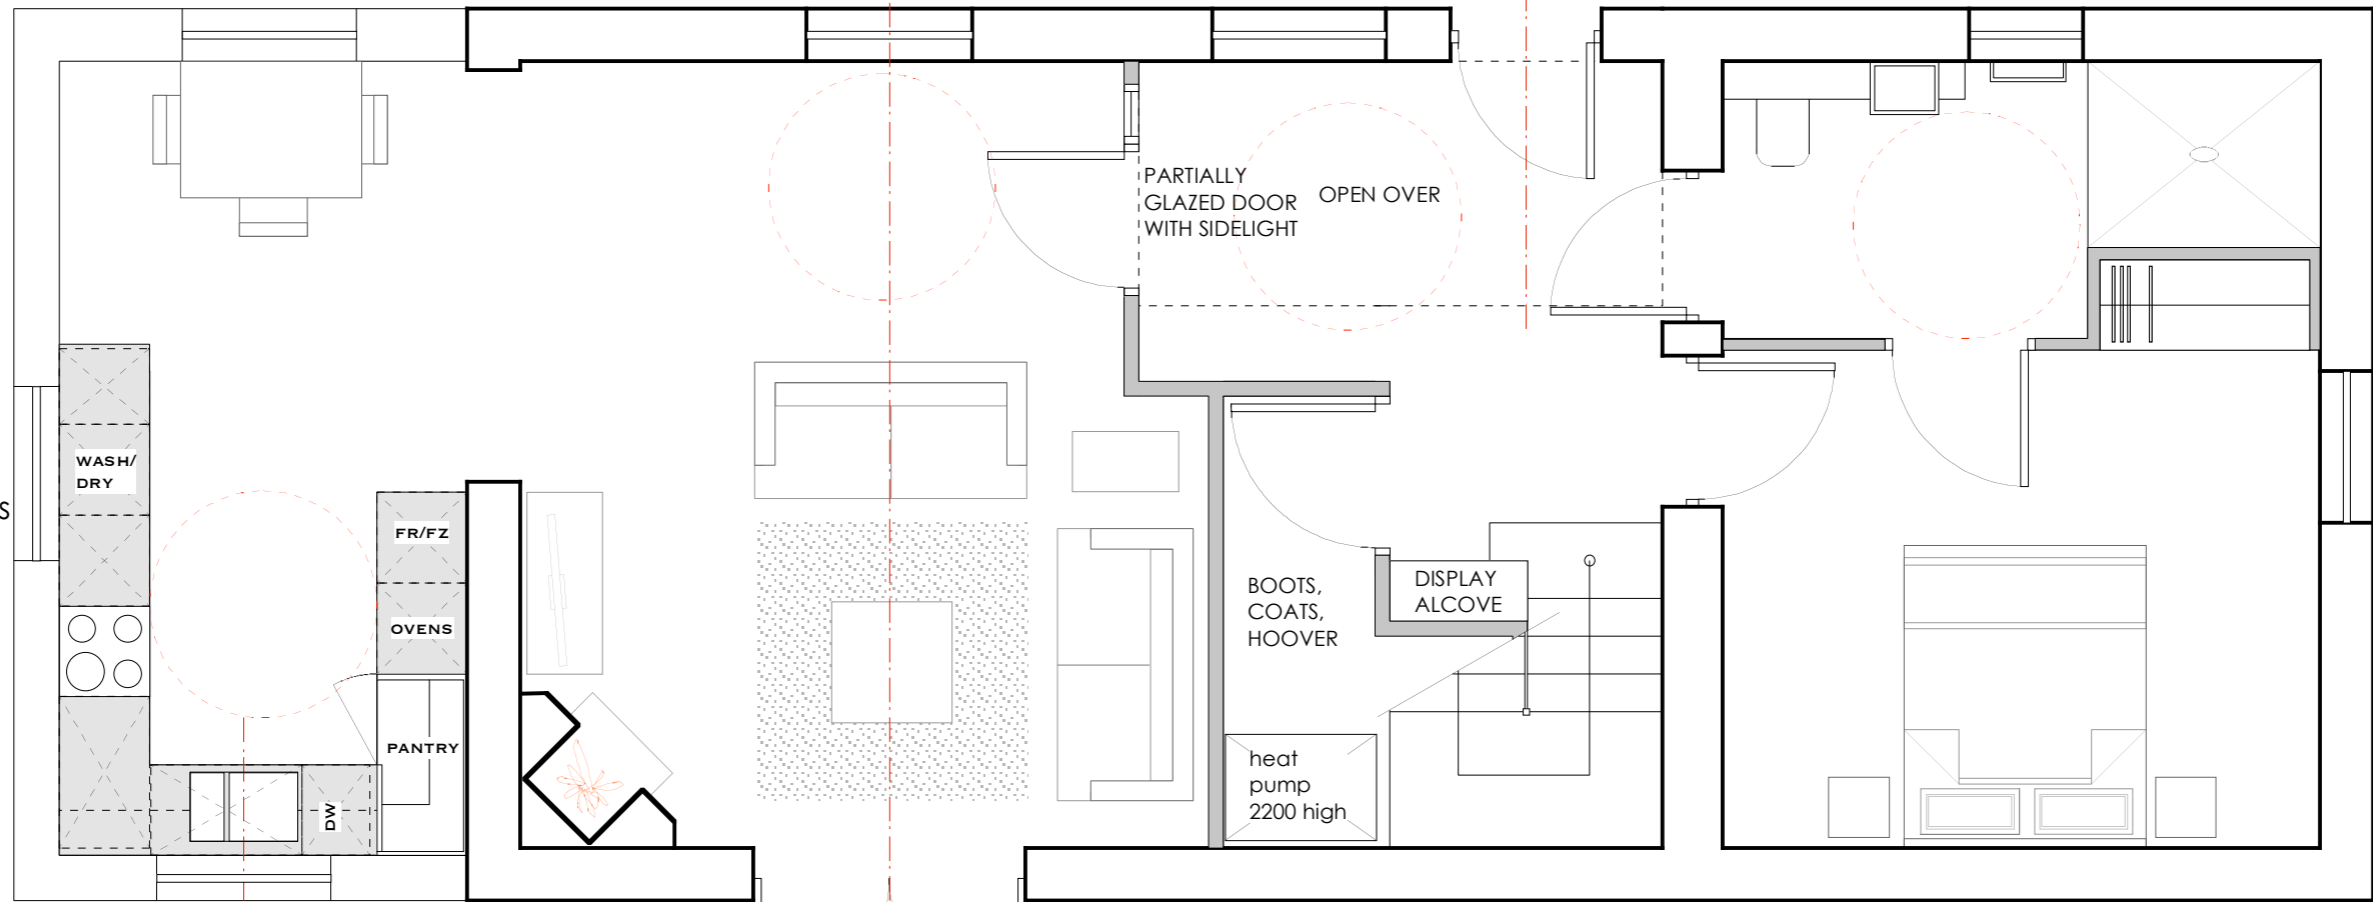 PARTIALLY
GLAZED DOOR
WITH SIDELIGHT
OPEN OVER
WASH/
DRY
S
FR/FZ
OVENS
PANTRY
DW
BOOTS,
COATS,
HOOVER
DISPLAY
ALCOVE
heat
pump
2200 high